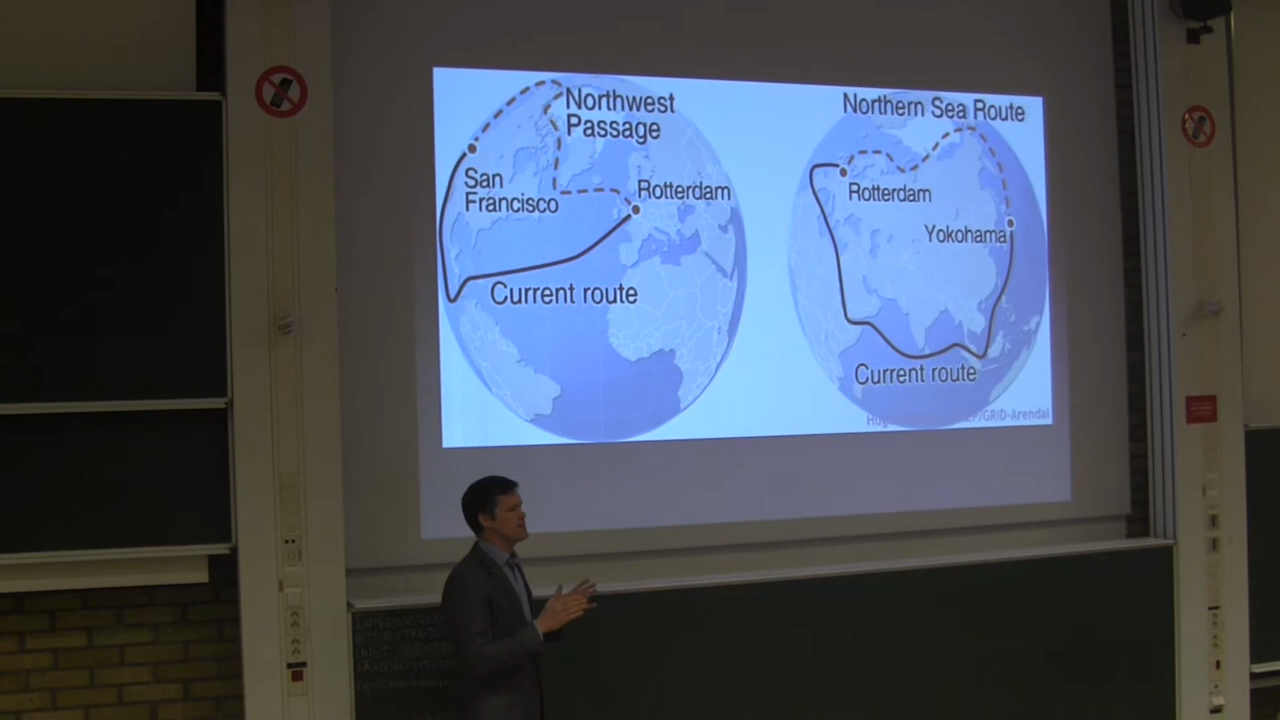 Northwest
Passage
San
Francisco
Rotterdam
Current route
Northern Sea Route
Rotterdam
Yokohama
Current route
/GRID-Arendal